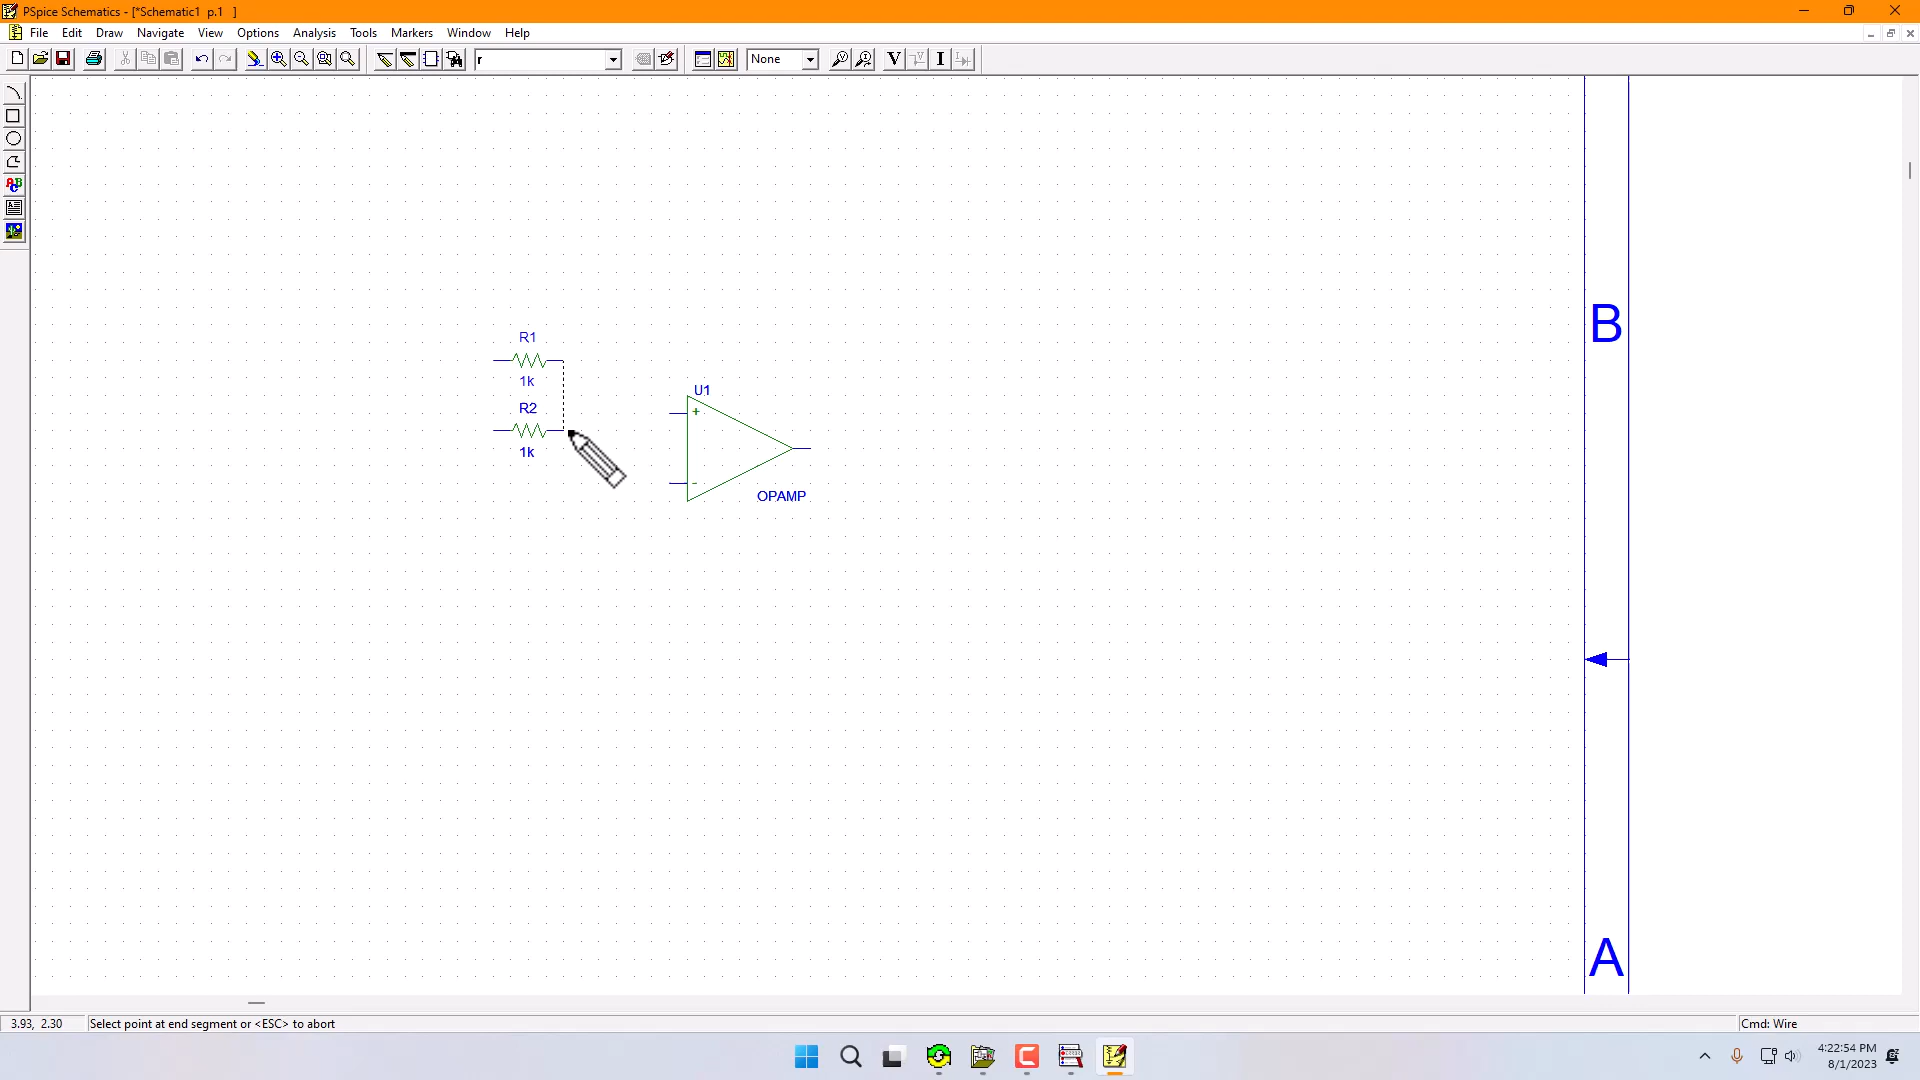 PSpice Schematics - [*Schematic1 p.1 ]
File Edit Draw Navigate View Options Analysis Tools Markers Window Help
r None V I
R1
1k
R2
1k
U1
+
-
OPAMP
B
A
3.93, 2.30 Select point at end segment or <ESC> to abort Cmd: Wire
4:22:54 PM
8/1/2023